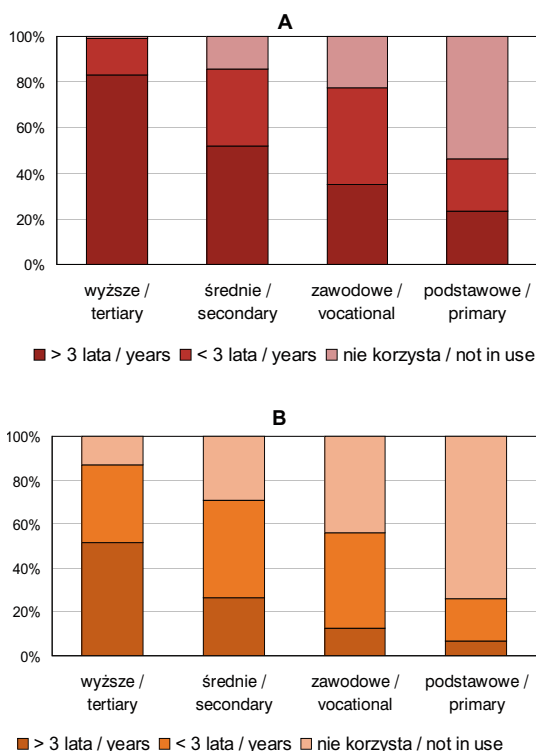 A
100%
80%
60%
40%
20%
0%
wyższe / tertiary
średnie / secondary
zawodowe / vocational
podstawowe / primary
> 3 lata / years < 3 lata / years nie korzysta / not in use
B
100%
80%
60%
40%
20%
0%
wyższe / tertiary
średnie / secondary
zawodowe / vocational
podstawowe / primary
> 3 lata / years < 3 lata / years nie korzysta / not in use